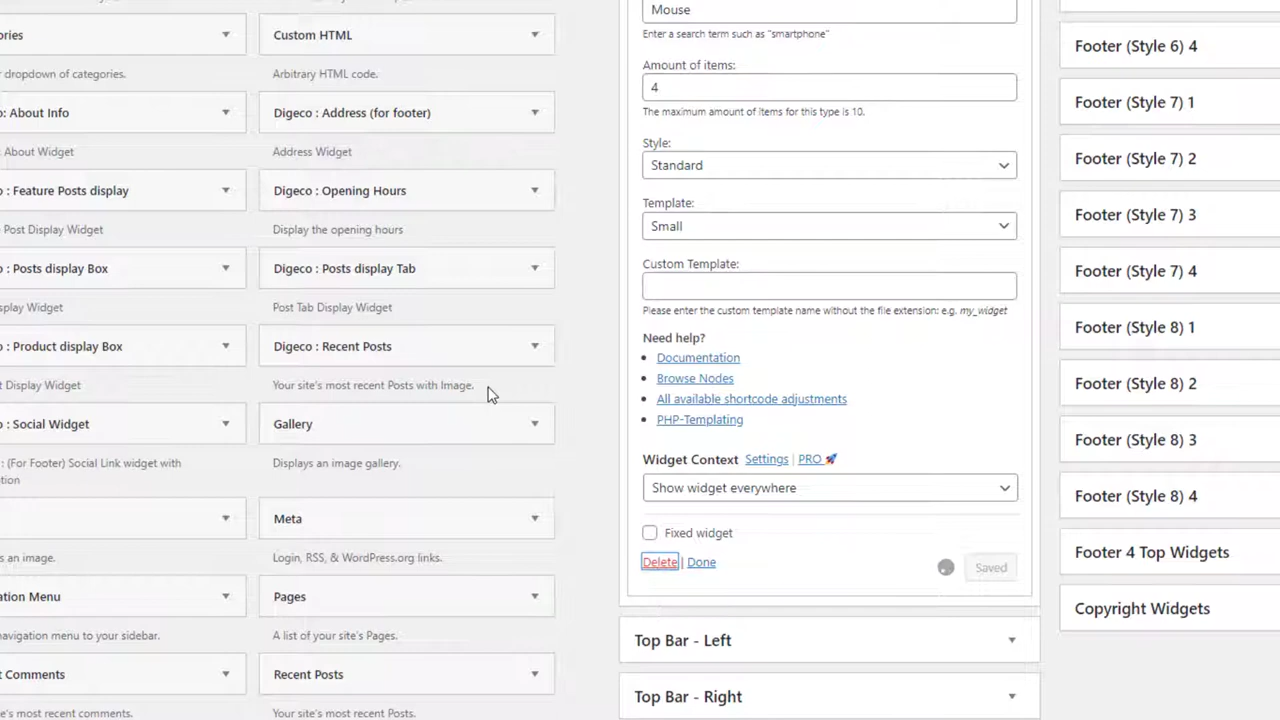 ories
Custom HTML
r dropdown of categories.
Arbitrary HTML code.
o: About Info
Digeco : Address (for footer)
: About Widget
Address Widget
o : Feature Posts display
Digeco : Opening Hours
Post Display Widget
Display the opening hours
o : Posts display Box
Digeco : Posts display Tab
splay Widget
Post Tab Display Widget
o : Product display Box
Digeco : Recent Posts
t Display Widget
Your site's most recent Posts with Image.
o : Social Widget
Gallery
: (For Footer) Social Link widget with
Displays an image gallery.
tion
Meta
s an image.
Login, RSS, & WordPress.org links.
ation Menu
Pages
navigation menu to your sidebar.
A list of your site's Pages.
t Comments
Recent Posts
's most recent comments.
Your site's most recent Posts.
Mouse
Enter a search term such as "smartphone"
Amount of items:
4
The maximum amount of items for this type is 10.
Style:
Standard
Template:
Small
Custom Template:
Please enter the custom template name without the file extension: e.g. my_widget
Need help?
• Documentation
• Browse Nodes
• All available shortcode adjustments
• PHP-Templating
Widget Context Settings | PRO 🚀
Show widget everywhere
Fixed widget
Delete | Done
Saved
Top Bar - Left
Top Bar - Right
Footer (Style 6) 4
Footer (Style 7) 1
Footer (Style 7) 2
Footer (Style 7) 3
Footer (Style 7) 4
Footer (Style 8) 1
Footer (Style 8) 2
Footer (Style 8) 3
Footer (Style 8) 4
Footer 4 Top Widgets
Copyright Widgets